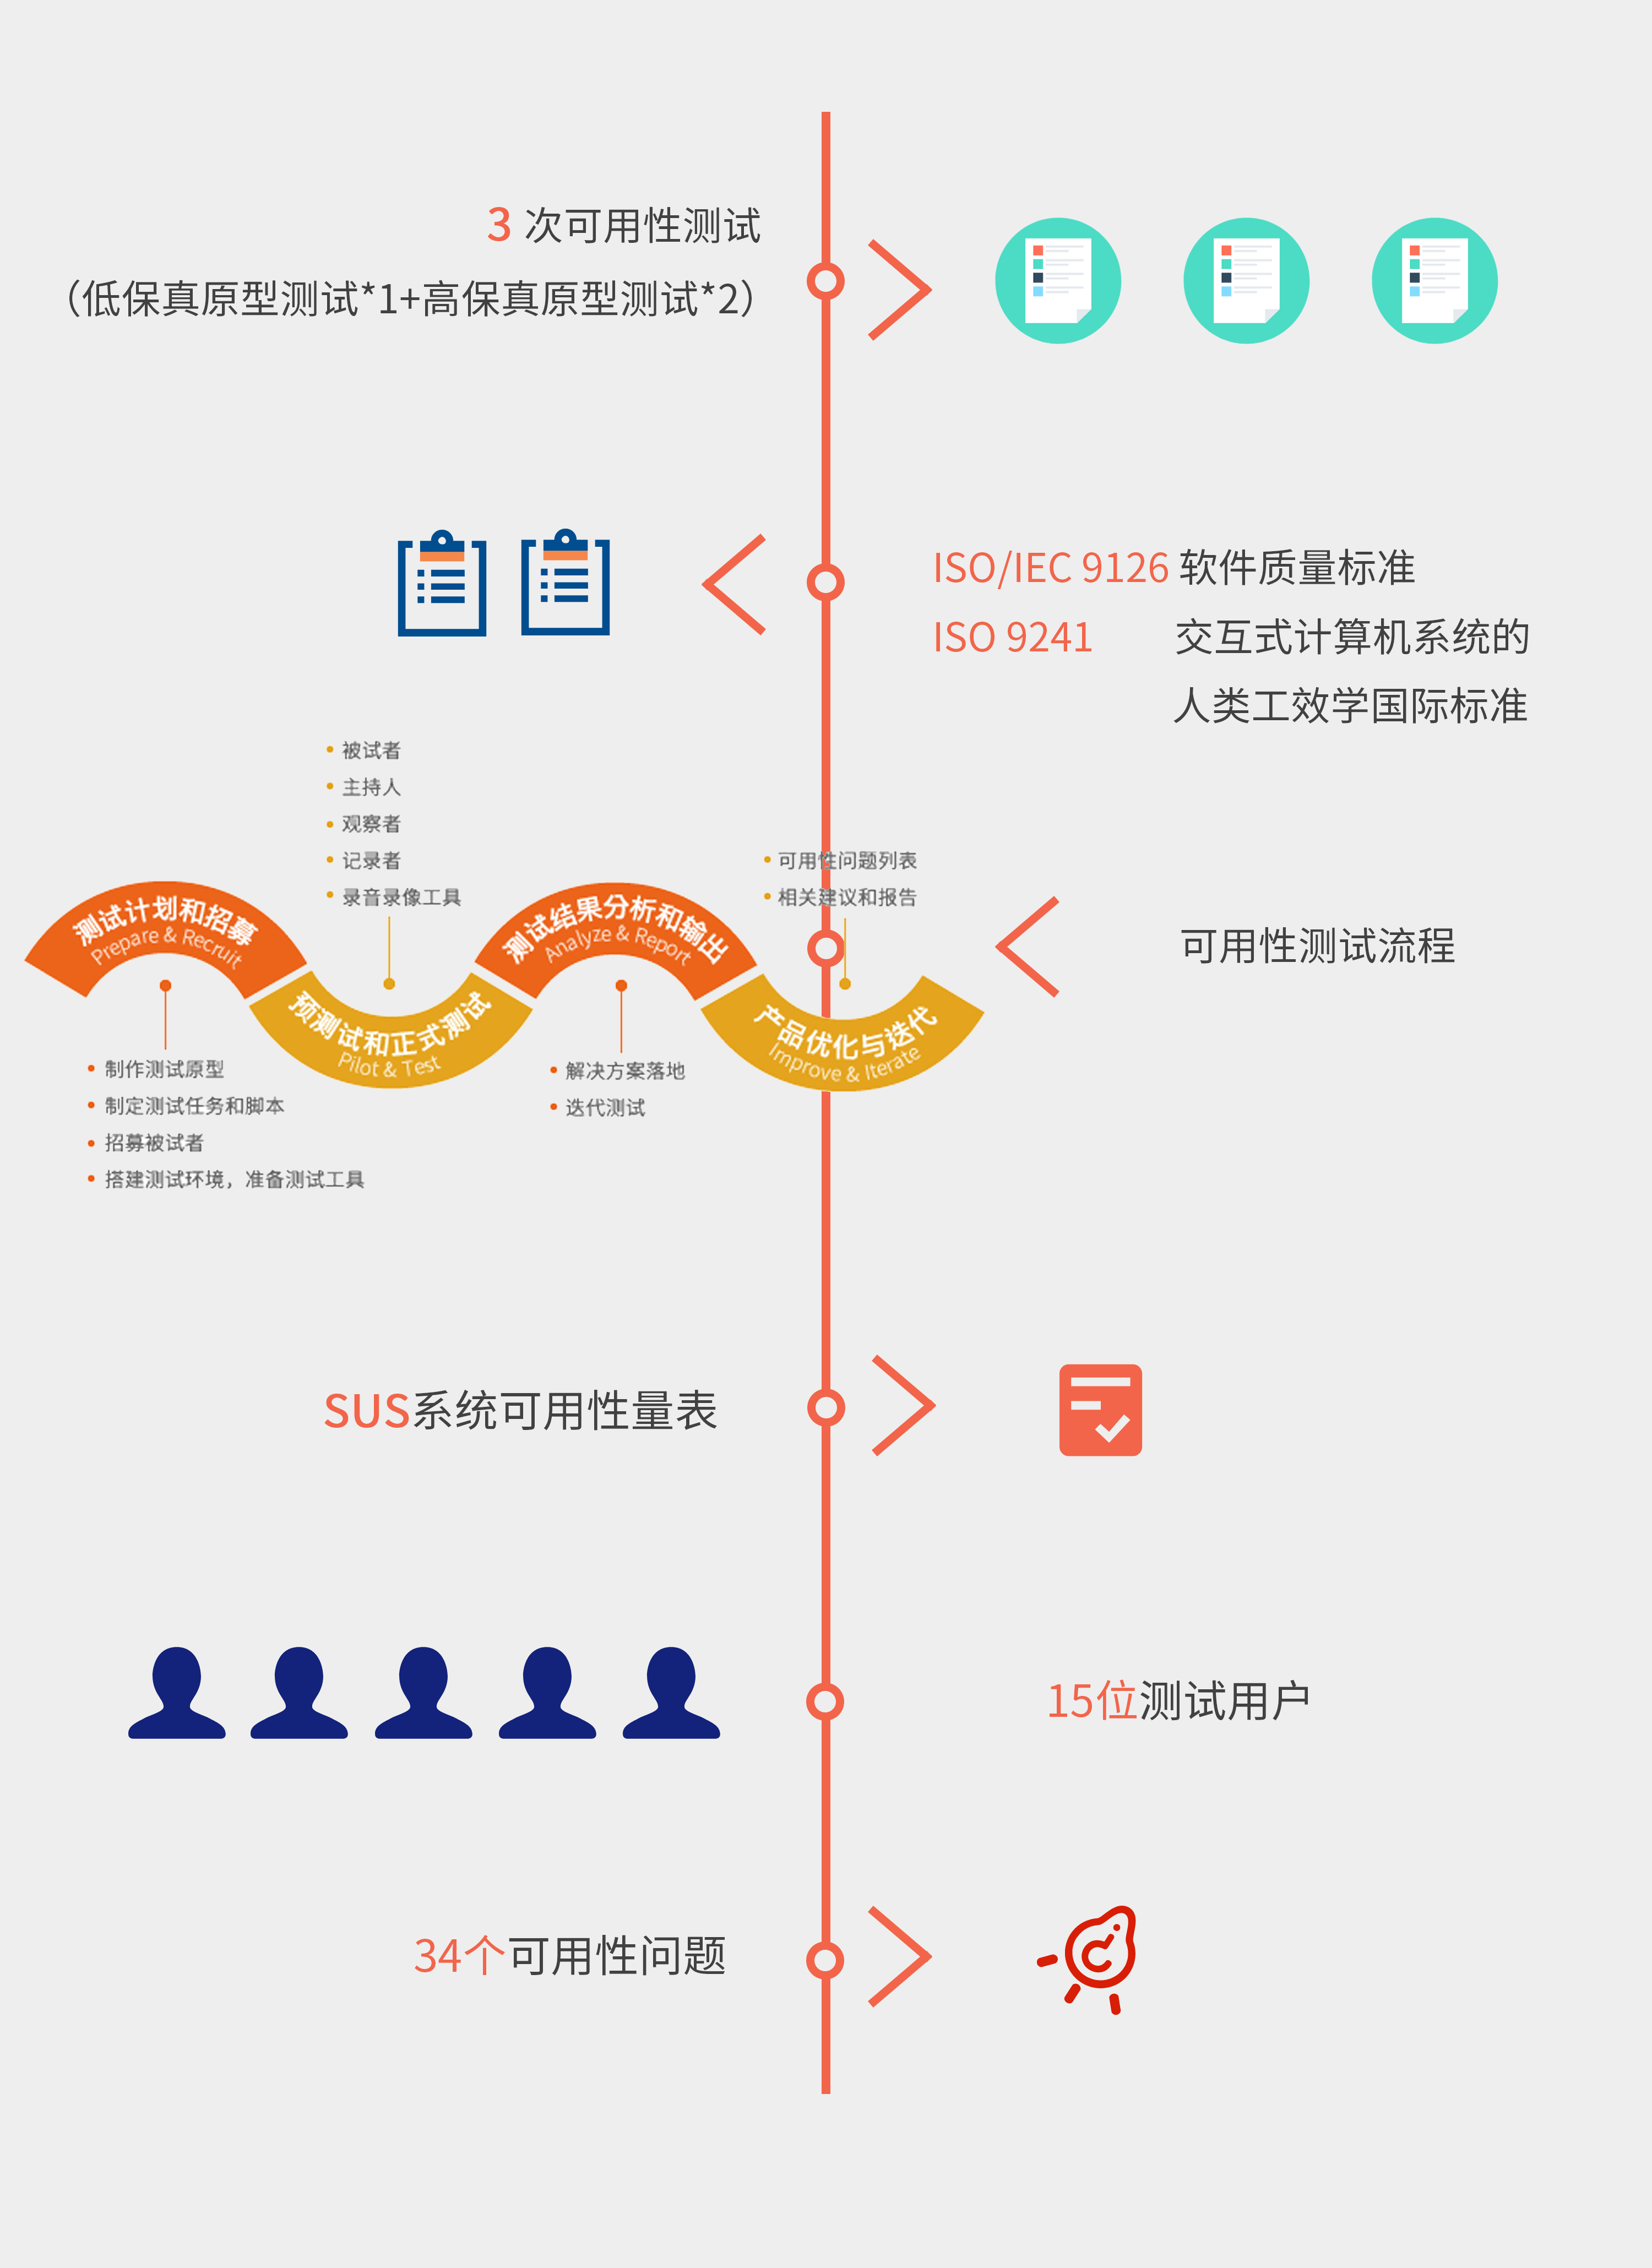 3 次可用性测试
（低保真原型测试*1+高保真原型测试*2）
ISO/IEC 9126 软件质量标准
ISO 9241 交互式计算机系统的
人类工效学国际标准
可用性测试流程
测试计划和招募
Prepare & Recruit
制作测试原型
制定测试任务和脚本
招募被试者
搭建测试环境，准备测试工具
被试者
主持人
观察者
记录者
录音录像工具
预测试和正式测试
Pilot & Test
测试结果分析和输出
Analyze & Report
解决方案落地
迭代测试
可用性问题列表
相关建议和报告
产品优化与迭代
Improve & Iterate
SUS系统可用性量表
15位测试用户
34个可用性问题